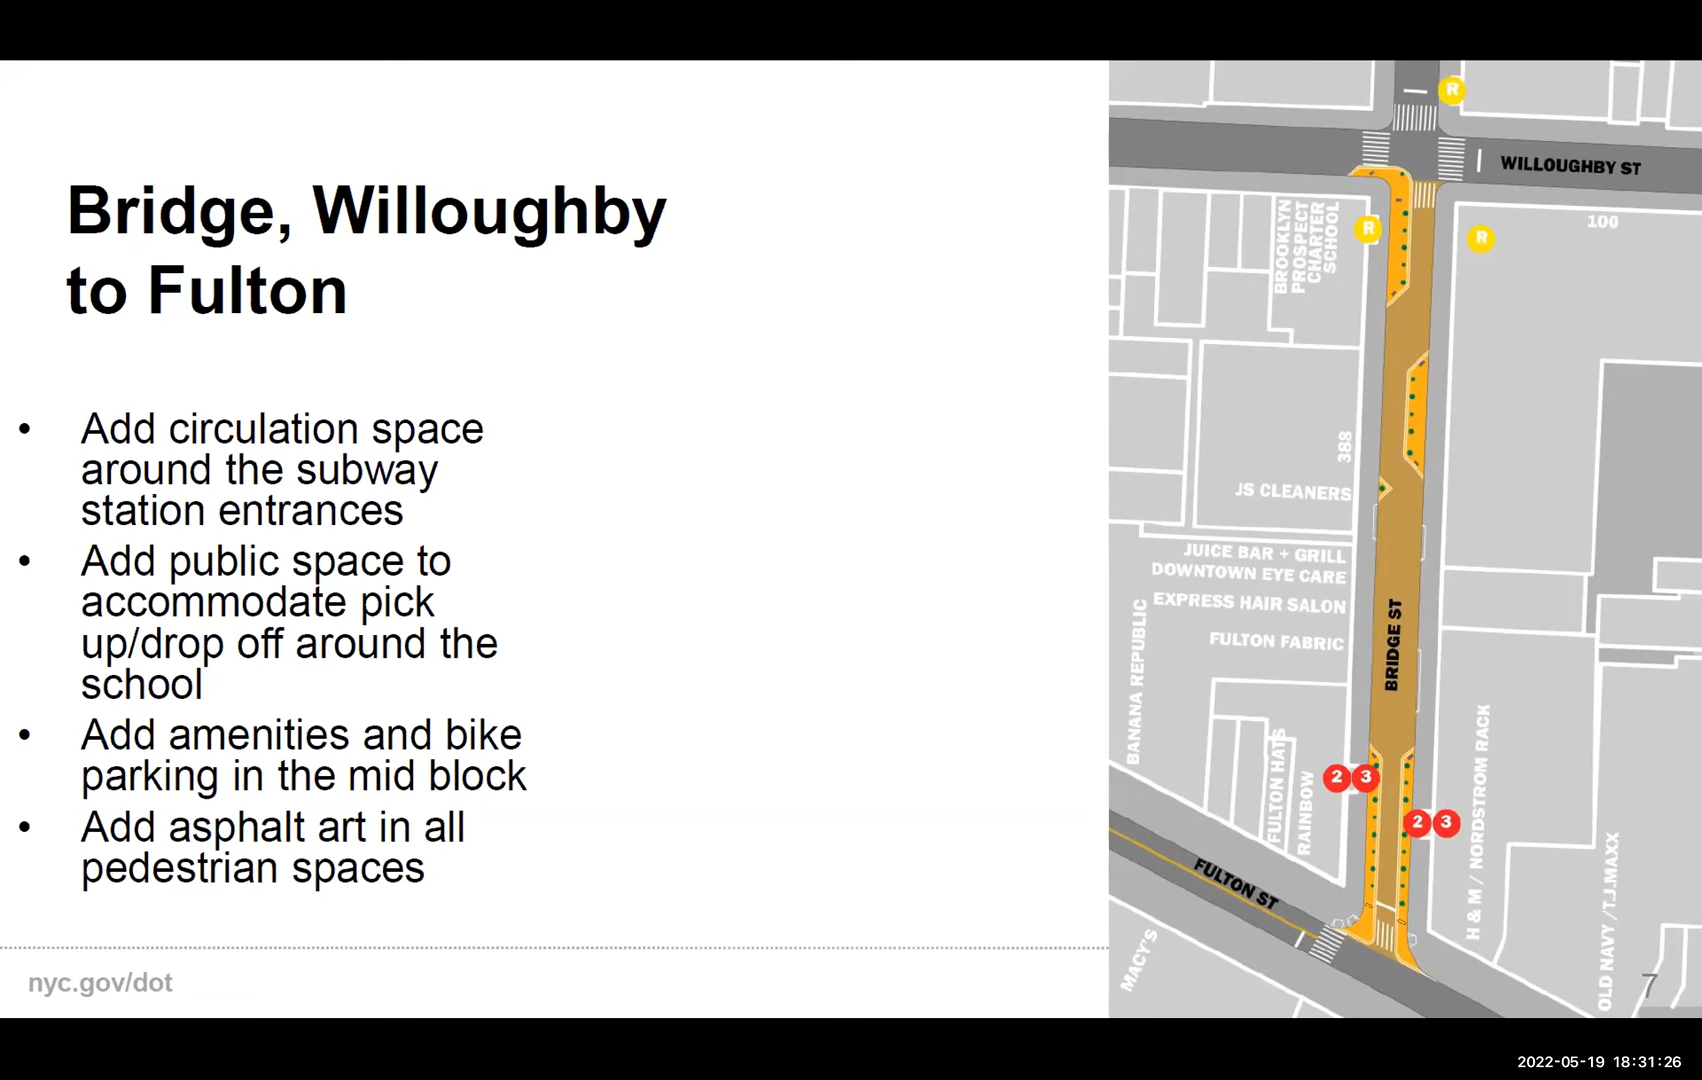 Bridge, Willoughby
to Fulton
• Add circulation space
around the subway
station entrances
• Add public space to
accommodate pick
up/drop off around the
school
• Add amenities and bike
parking in the mid block
• Add asphalt art in all
pedestrian spaces
nyc.gov/dot
R
WILLOUGHBY ST
BROOKLYN
PROSPECT
CHARTER
SCHOOL
R
R
100
388
JS CLEANERS
JUICE BAR + GRILL
DOWNTOWN EYE CARE
EXPRESS HAIR SALON
FULTON FABRIC
BANANA REPUBLIC
BRIDGE ST
FULTON HATS
RAINBOW
2 3
2 3
H & M / NORDSTROM RACK
OLD NAVY /T.J.MAXX
FULTON ST
MACY'S
7
2022-05-19 18:31:26